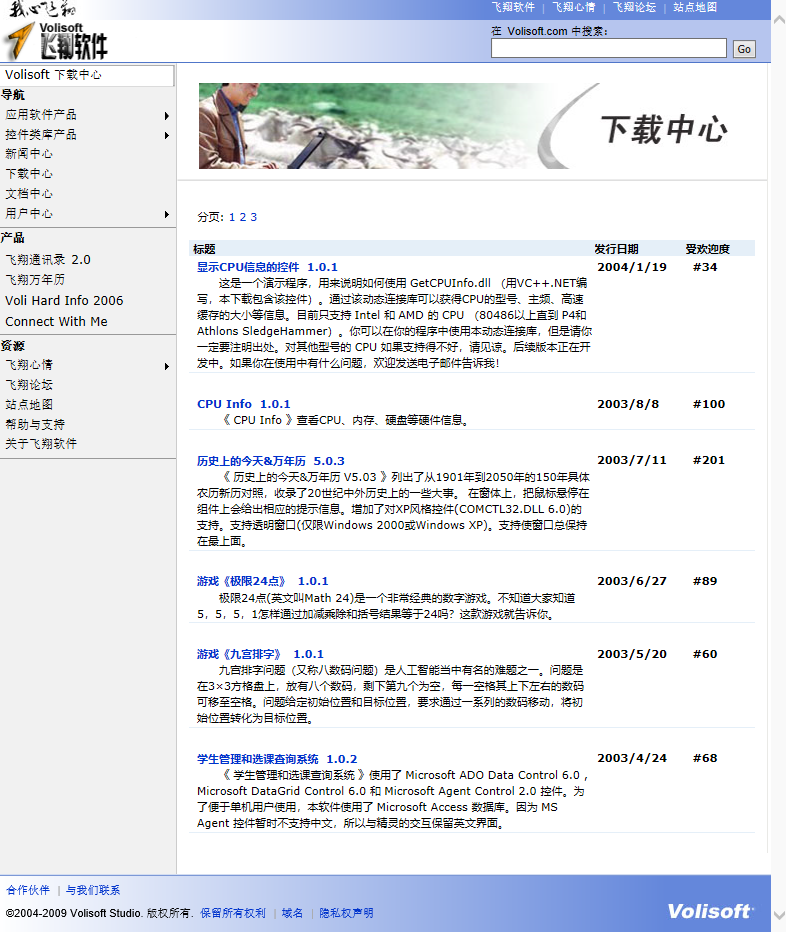 我心飞翔
飞翔软件 | 飞翔心情 | 飞翔论坛 | 站点地图
Volisoft
飞翔软件
在 Volisoft.com 中搜索:
Go
Volisoft 下载中心
导航
应用软件产品
控件类库产品
新闻中心
下载中心
文档中心
用户中心
产品
飞翔通讯录 2.0
飞翔万年历
Voli Hard Info 2006
Connect With Me
资源
飞翔心情
飞翔论坛
站点地图
帮助与支持
关于飞翔软件
下载中心
分页: 1 2 3
标题 发行日期 受欢迎度
显示CPU信息的控件 1.0.1 2004/1/19 #34
这是一个演示程序，用来说明如何使用 GetCPUInfo.dll （用VC++.NET编
写，本下载包含该控件）。通过该动态连接库可以获得CPU的型号、主频、高速
缓存的大小等信息。目前只支持 Intel 和 AMD 的 CPU （80486以上直到 P4和
Athlons SledgeHammer）。你可以在你的程序中使用本动态连接库，但是请你
一定要注明出处。对其他型号的 CPU 如果支持得不好，请见谅。后续版本正在开
发中。如果你在使用中有什么问题，欢迎发送电子邮件告诉我！
CPU Info 1.0.1 2003/8/8 #100
《 CPU Info 》查看CPU、内存、硬盘等硬件信息。
历史上的今天&万年历 5.0.3 2003/7/11 #201
《 历史上的今天&万年历 V5.03 》列出了从1901年到2050年的150年具体
农历新历对照，收录了20世纪中外历史上的一些大事。 在窗体上，把鼠标悬停在
组件上会给出相应的提示信息。增加了对XP风格控件(COMCTL32.DLL 6.0)的
支持。支持透明窗口(仅限Windows 2000或Windows XP)。支持使窗口总保持
在最上面。
游戏《极限24点》 1.0.1 2003/6/27 #89
极限24点(英文叫Math 24)是一个非常经典的数字游戏。不知道大家知道
5，5，5，1怎样通过加减乘除和括号结果等于24吗？这款游戏就告诉你。
游戏《九宫排字》 1.0.1 2003/5/20 #60
九宫排字问题（又称八数码问题）是人工智能当中有名的难题之一。问题是
在3×3方格盘上，放有八个数码，剩下第九个为空，每一空格其上下左右的数码
可移至空格。问题给定初始位置和目标位置，要求通过一系列的数码移动，将初
始位置转化为目标位置。
学生管理和选课查询系统 1.0.2 2003/4/24 #68
《 学生管理和选课查询系统 》使用了 Microsoft ADO Data Control 6.0 ,
Microsoft DataGrid Control 6.0 和 Microsoft Agent Control 2.0 控件。为
了便于单机用户使用，本软件使用了 Microsoft Access 数据库。因为 MS
Agent 控件暂时不支持中文，所以与精灵的交互保留英文界面。
合作伙伴 | 与我们联系
©2004-2009 Volisoft Studio. 版权所有. 保留所有权利 | 域名 | 隐私权声明
Volisoft